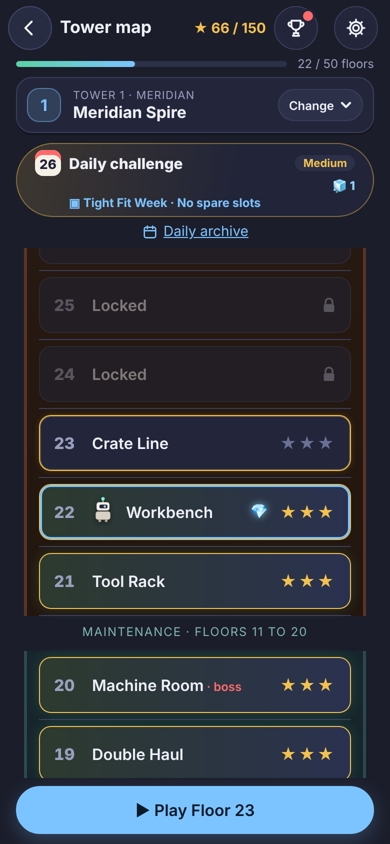 Tower map
★ 66 / 150
22 / 50 floors
1
TOWER 1 · MERIDIAN
Meridian Spire
Change
26
Daily challenge
Medium
1
Tight Fit Week · No spare slots
Daily archive
25 Locked
24 Locked
23 Crate Line ★★★
22 Workbench ★★★
21 Tool Rack ★★★
MAINTENANCE · FLOORS 11 TO 20
20 Machine Room · boss ★★★
19 Double Haul ★★★
▶ Play Floor 23